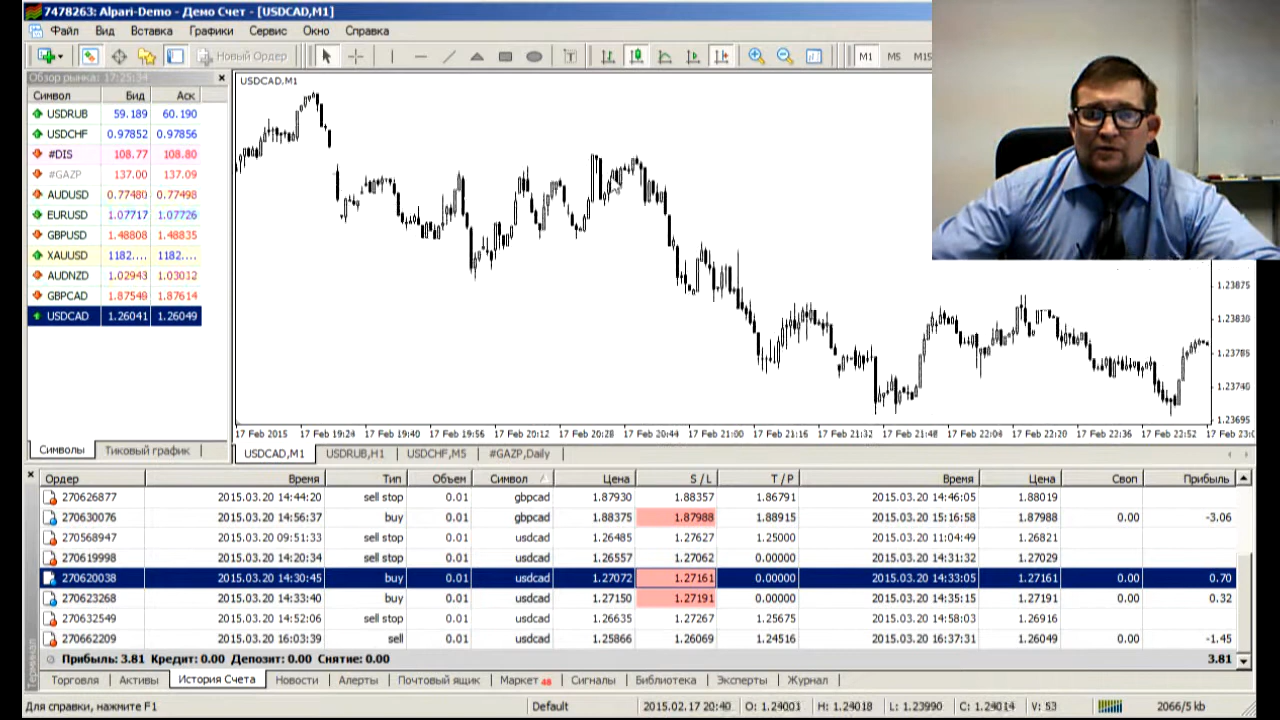 7478263: Alpari-Demo - Демо Счет - [USDCAD,M1]
Файл Вид Вставка Графики Сервис Окно Справка
Новый Ордер M1 M5 M15
Обзор рынка: 17:25:34
Символ Бид Аск
USDRUB 59.189 60.190
USDCHF 0.97852 0.97856
#DIS 108.77 108.80
#GAZP 137.00 137.09
AUDUSD 0.77480 0.77498
EURUSD 1.07717 1.07726
GBPUSD 1.48808 1.48835
XAUUSD 1182.... 1182....
AUDNZD 1.02943 1.03012
GBPCAD 1.87549 1.87614
USDCAD 1.26041 1.26049
Символы Тиковый график
USDCAD,M1
1.23875
1.23830
1.23785
1.23740
1.23695
17 Feb 2015 17 Feb 19:24 17 Feb 19:40 17 Feb 19:56 17 Feb 20:12 17 Feb 20:28 17 Feb 20:44 17 Feb 21:00 17 Feb 21:16 17 Feb 21:32 17 Feb 21:48 17 Feb 22:04 17 Feb 22:20 17 Feb 22:36 17 Feb 22:52 17 Feb 23:0
USDCAD,M1 USDRUB,H1 USDCHF,M5 #GAZP,Daily
Ордер Время Тип Объем Символ Цена S / L T / P Время Цена Своп Прибыль
270626877 2015.03.20 14:44:20 sell stop 0.01 gbpcad 1.87930 1.88357 1.86791 2015.03.20 14:46:05 1.88019
270630076 2015.03.20 14:56:37 buy 0.01 gbpcad 1.88375 1.87988 1.88915 2015.03.20 15:16:58 1.87988 0.00 -3.06
270568947 2015.03.20 09:51:33 sell stop 0.01 usdcad 1.26485 1.27627 1.25000 2015.03.20 11:04:49 1.26821
270619998 2015.03.20 14:20:34 sell stop 0.01 usdcad 1.26557 1.27062 0.00000 2015.03.20 14:31:32 1.27029
270620038 2015.03.20 14:30:45 buy 0.01 usdcad 1.27072 1.27161 0.00000 2015.03.20 14:33:05 1.27161 0.00 0.70
270623268 2015.03.20 14:33:40 buy 0.01 usdcad 1.27150 1.27191 0.00000 2015.03.20 14:35:15 1.27191 0.00 0.32
270632549 2015.03.20 14:52:06 sell stop 0.01 usdcad 1.26635 1.27267 1.25675 2015.03.20 14:58:03 1.26916
270662209 2015.03.20 16:03:39 sell 0.01 usdcad 1.25866 1.26069 1.24516 2015.03.20 16:37:31 1.26049 0.00 -1.45
Прибыль: 3.81 Кредит: 0.00 Депозит: 0.00 Снятие: 0.00 3.81
Терминал
Торговля Активы История Счета Новости Алерты Почтовый ящик Маркет 48 Сигналы Библиотека Эксперты Журнал
Для справки, нажмите F1 Default 2015.02.17 20:40 O: 1.24003 H: 1.24018 L: 1.23990 C: 1.24014 V: 53 2066/5 kb